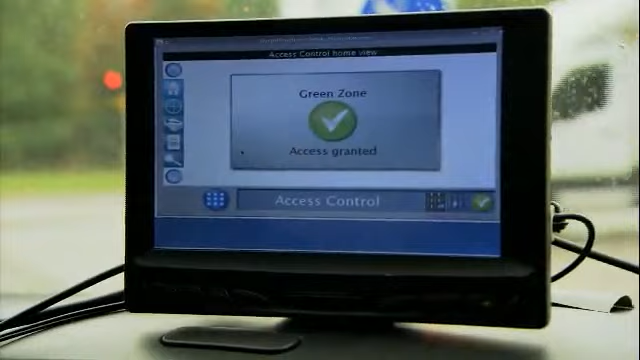 Access Control home view
Green Zone
Access granted
Access Control